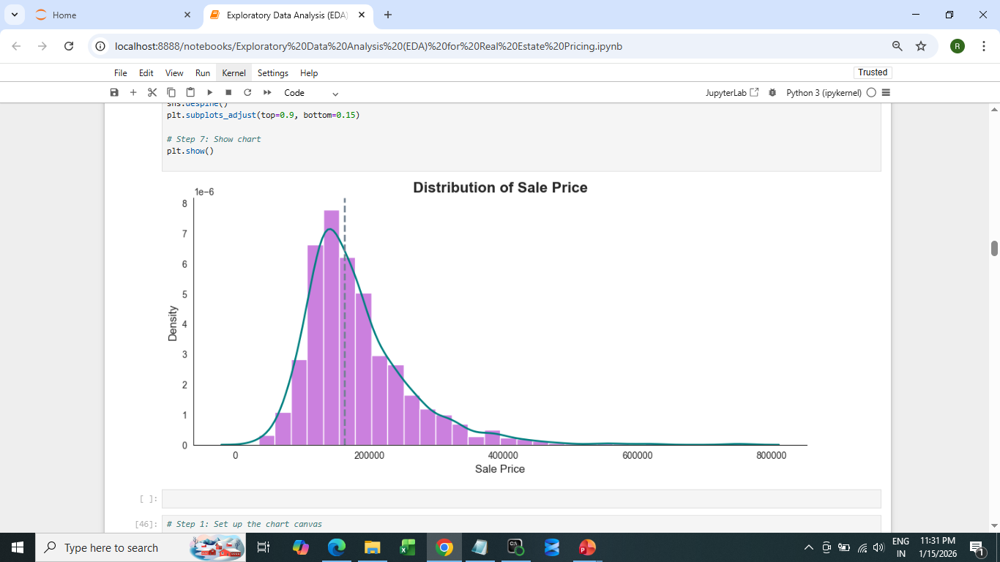 Home
Exploratory Data Analysis (EDA)
localhost:8888/notebooks/Exploratory%20Data%20Analysis%20(EDA)%20for%20Real%20Estate%20Pricing.ipynb
R
File Edit View Run Kernel Settings Help
Trusted
Code
JupyterLab
Python 3 (ipykernel)
sns.despine()
plt.subplots_adjust(top=0.9, bottom=0.15)
# Step 7: Show chart
plt.show()
Distribution of Sale Price
1e−6
8
7
6
5
4
3
2
1
0
Density
0 200000 400000 600000 800000
Sale Price
[ ]:
[46]:
# Step 1: Set up the chart canvas
Type here to search
ENG
IN
11:31 PM
1/15/2026
1